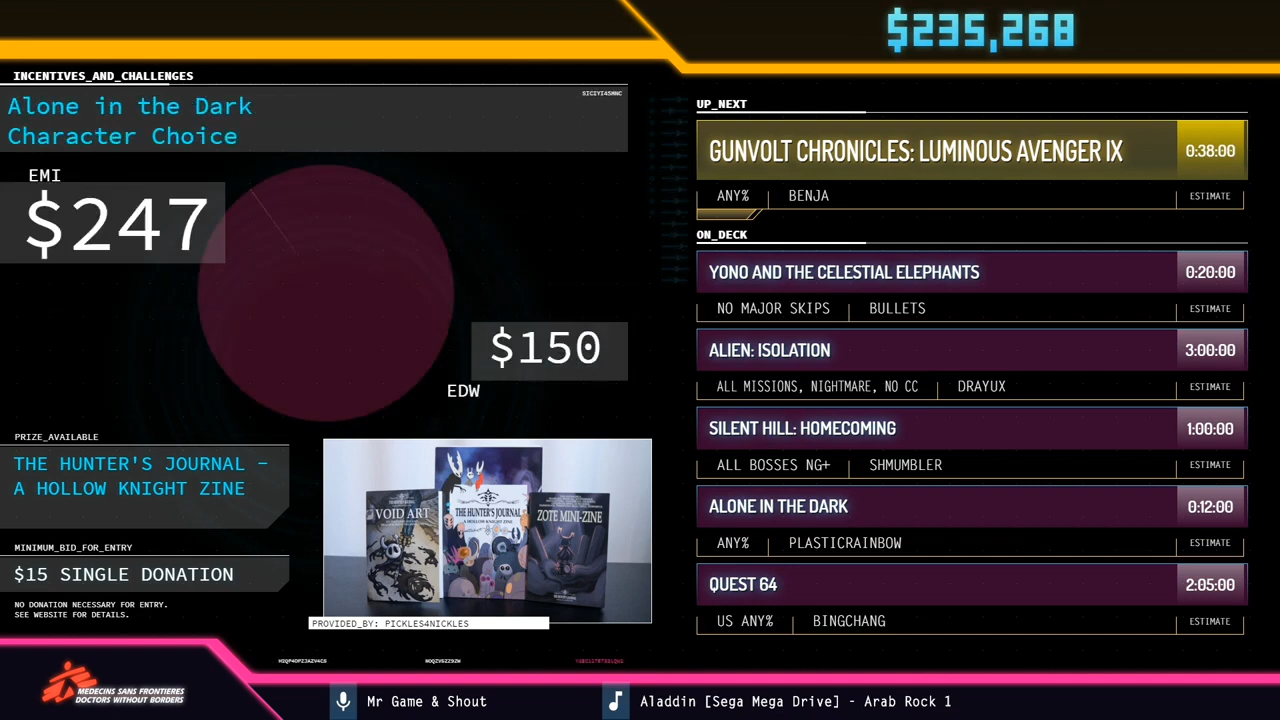 $235,268
INCENTIVES_AND_CHALLENGES
Alone in the Dark
Character Choice
EMI
$247
$150
EDW
PRIZE_AVAILABLE
THE HUNTER'S JOURNAL -
A HOLLOW KNIGHT ZINE
MINIMUM_BID_FOR_ENTRY
$15 SINGLE DONATION
NO DONATION NECESSARY FOR ENTRY.
SEE WEBSITE FOR DETAILS.
VOID ART
THE HUNTER'S JOURNAL
A HOLLOW KNIGHT ZINE
ZOTE MINI-ZINE
PROVIDED_BY: PICKLES4NICKLES
UP_NEXT
GUNVOLT CHRONICLES: LUMINOUS AVENGER IX
0:38:00
ANY%
BENJA
ESTIMATE
ON_DECK
YONO AND THE CELESTIAL ELEPHANTS
0:20:00
NO MAJOR SKIPS
BULLETS
ESTIMATE
ALIEN: ISOLATION
3:00:00
ALL MISSIONS, NIGHTMARE, NO CC
DRAYUX
ESTIMATE
SILENT HILL: HOMECOMING
1:00:00
ALL BOSSES NG+
SHMUMBLER
ESTIMATE
ALONE IN THE DARK
0:12:00
ANY%
PLASTICRAINBOW
ESTIMATE
QUEST 64
2:05:00
US ANY%
BINGCHANG
ESTIMATE
MEDECINS SANS FRONTIERES
DOCTORS WITHOUT BORDERS
Mr Game & Shout
Aladdin [Sega Mega Drive] - Arab Rock 1